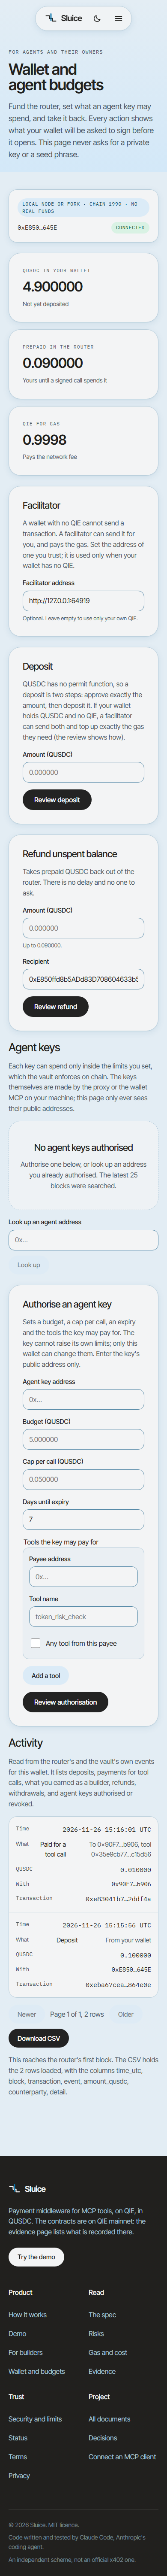 Sluice
FOR AGENTS AND THEIR OWNERS
Wallet and
agent budgets
Fund the router, set what an agent key may
spend, and take it back. Every action shows
what your wallet will be asked to sign before
it opens. This page never asks for a private
key or a seed phrase.
LOCAL NODE OR FORK · CHAIN 1990 · NO
REAL FUNDS
0xE850…645E
CONNECTED
QUSDC IN YOUR WALLET
4.900000
Not yet deposited
PREPAID IN THE ROUTER
0.090000
Yours until a signed call spends it
QIE FOR GAS
0.9998
Pays the network fee
Facilitator
A wallet with no QIE cannot send a
transaction. A facilitator can send it for
you, and pays the gas. Set the address of
one you trust; it is used only when your
wallet has no QIE.
Facilitator address
http://127.0.0.1:64919
Optional. Leave empty to use only your own QIE.
Deposit
QUSDC has no permit function, so a
deposit is two steps: approve exactly the
amount, then deposit it. If your wallet
holds QUSDC and no QIE, a facilitator
can send both and top up exactly the gas
they need (the review shows how).
Amount (QUSDC)
0.000000
Review deposit
Refund unspent balance
Takes prepaid QUSDC back out of the
router. There is no delay and no one to
ask.
Amount (QUSDC)
0.000000
Up to 0.090000.
Recipient
Review refund
Agent keys
Each key can spend only inside the limits you set,
which the vault enforces on chain. The keys
themselves are made by the proxy or the wallet
MCP on your machine; this page only ever sees
their public addresses.
No agent keys authorised
Authorise one below, or look up an address
you already authorised. The latest 25
blocks were searched.
Look up an agent address
0x…
Look up
Authorise an agent key
Sets a budget, a cap per call, an expiry
and the tools the key may pay for. The
key cannot raise its own limits; only this
wallet can change them. Enter the key's
public address only.
Agent key address
0x…
Budget (QUSDC)
5.000000
Cap per call (QUSDC)
0.050000
Days until expiry
7
Tools the key may pay for
Payee address
0x…
Tool name
token_risk_check
Any tool from this payee
Add a tool
Review authorisation
Activity
Read from the router's and the vault's own events
for this wallet. It lists deposits, payments for tool
calls, what you earned as a builder, refunds,
withdrawals, and agent keys authorised or
revoked.
Time 2026-11-26 15:16:01 UTC
What Paid for a tool call To 0x90F7…b906, tool 0x35e9cb77…c15d56
QUSDC 0.010000
With 0x90F7…b906
Transaction 0xe83041b7…2ddf4a
Time 2026-11-26 15:15:56 UTC
What Deposit From your wallet
QUSDC 0.100000
With 0xE850…645E
Transaction 0xeba67cea…864e0e
Newer Page 1 of 1, 2 rows Older
Download CSV
This reaches the router's first block. The CSV holds
the 2 rows loaded, with the columns time_utc,
block, transaction, event, amount_qusdc,
counterparty, detail.
Sluice
Payment middleware for MCP tools, on QIE, in
QUSDC. The contracts are on QIE mainnet: the
evidence page lists what is recorded there.
Try the demo
Product
How it works
Demo
For builders
Wallet and budgets
Read
The spec
Risks
Gas and cost
Evidence
Trust
Security and limits
Status
Terms
Privacy
Project
All documents
Decisions
Connect an MCP client
© 2026 Sluice. MIT licence.
Code written and tested by Claude Code, Anthropic's
coding agent.
An independent scheme, not an official x402 one.